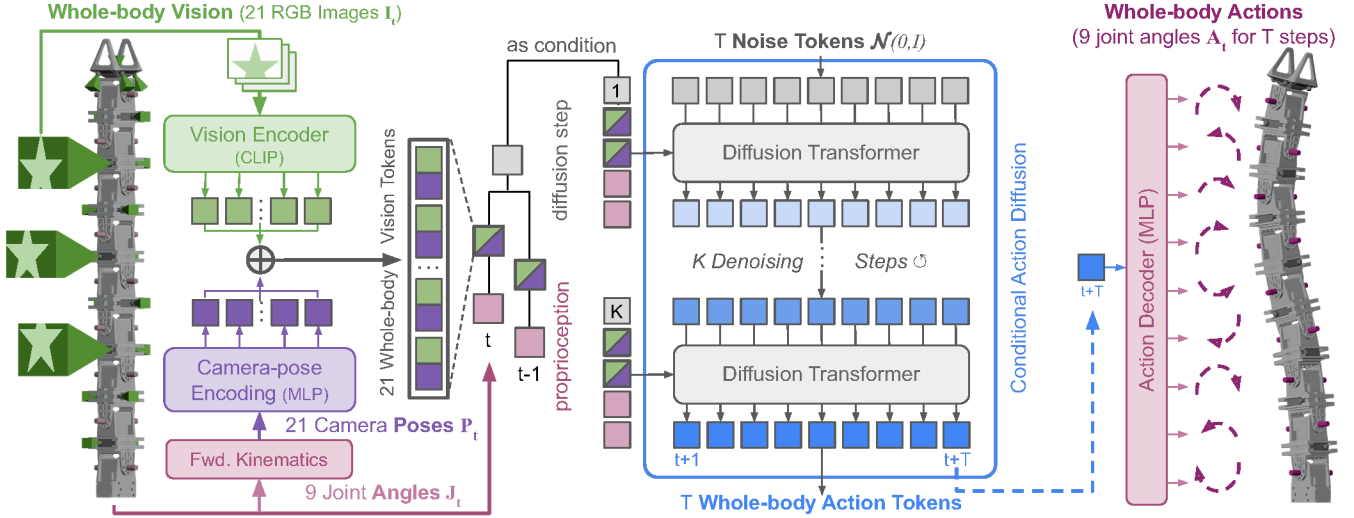 Whole-body Vision (21 RGB Images Iₜ)
Vision Encoder
(CLIP)
Camera-pose
Encoding (MLP)
21 Camera Poses Pₜ
Fwd. Kinematics
9 Joint Angles Jₜ
21 Whole-body Vision Tokens
...
t
t-1
as condition
diffusion step
proprioception
1
K
T Noise Tokens 𝒩(0,I)
Diffusion Transformer
K Denoising Steps ↺
Diffusion Transformer
t+1
t+T
T Whole-body Action Tokens
Conditional Action Diffusion
t+T
Whole-body Actions
(9 joint angles Aₜ for T steps)
Action Decoder (MLP)